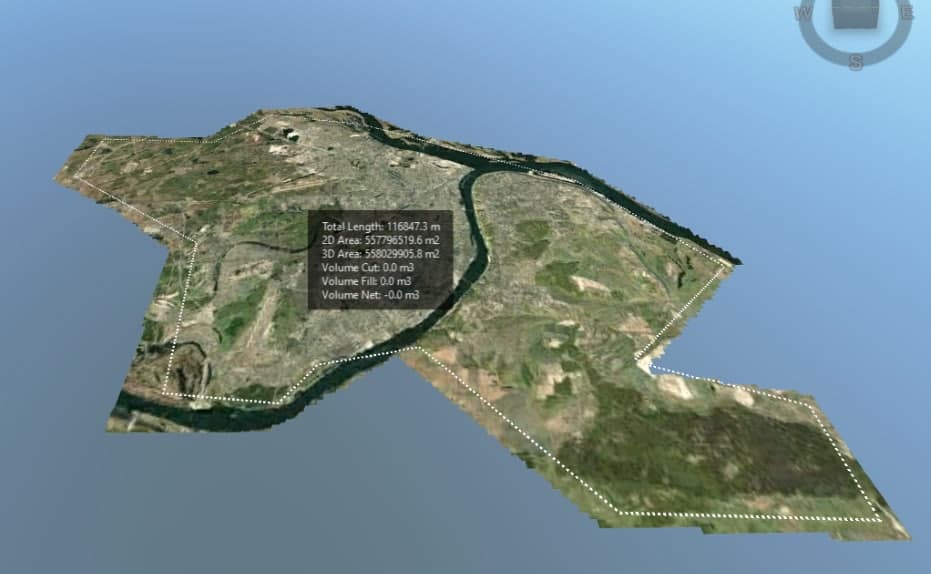 W E
S
Total Length: 116847.3 m
2D Area: 557796519.6 m2
3D Area: 558029905.8 m2
Volume Cut: 0.0 m3
Volume Fill: 0.0 m3
Volume Net: -0.0 m3